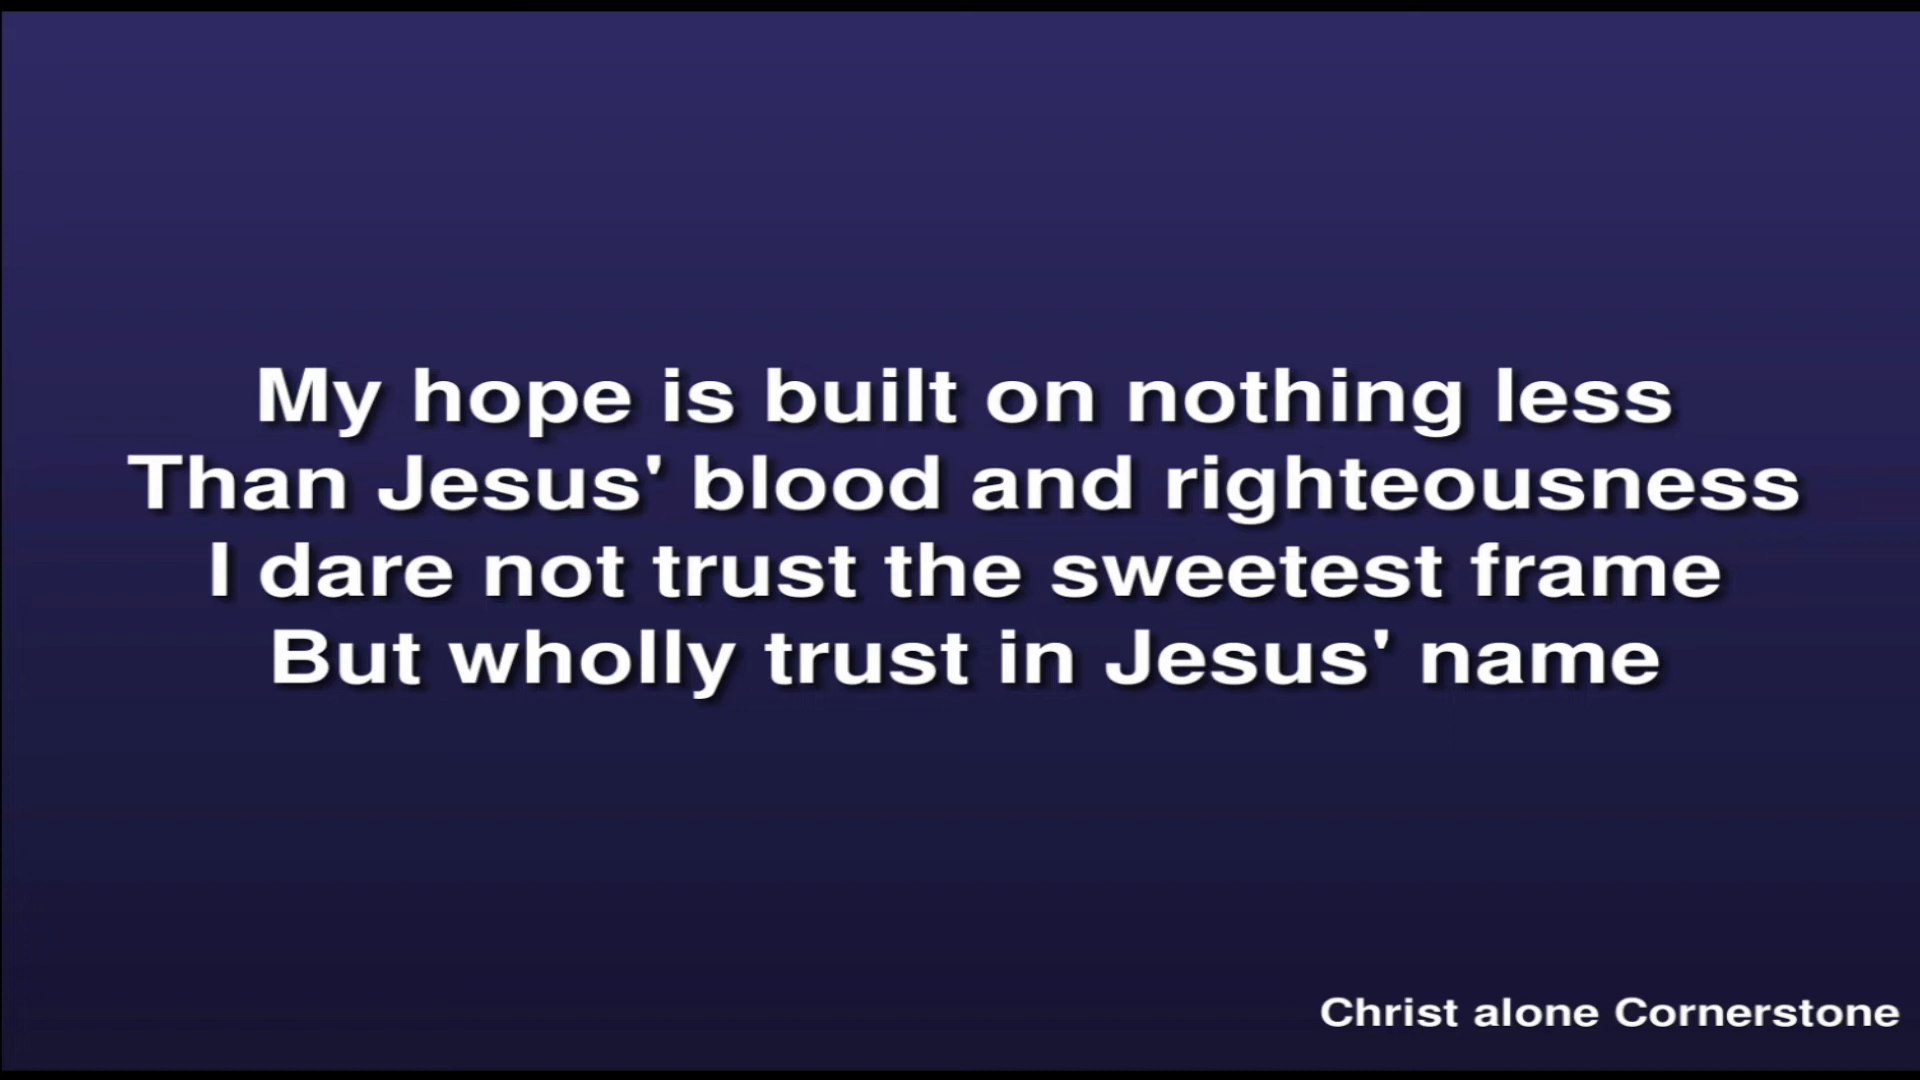 My hope is built on nothing less
Than Jesus' blood and righteousness
I dare not trust the sweetest frame
But wholly trust in Jesus' name
Christ alone Cornerstone